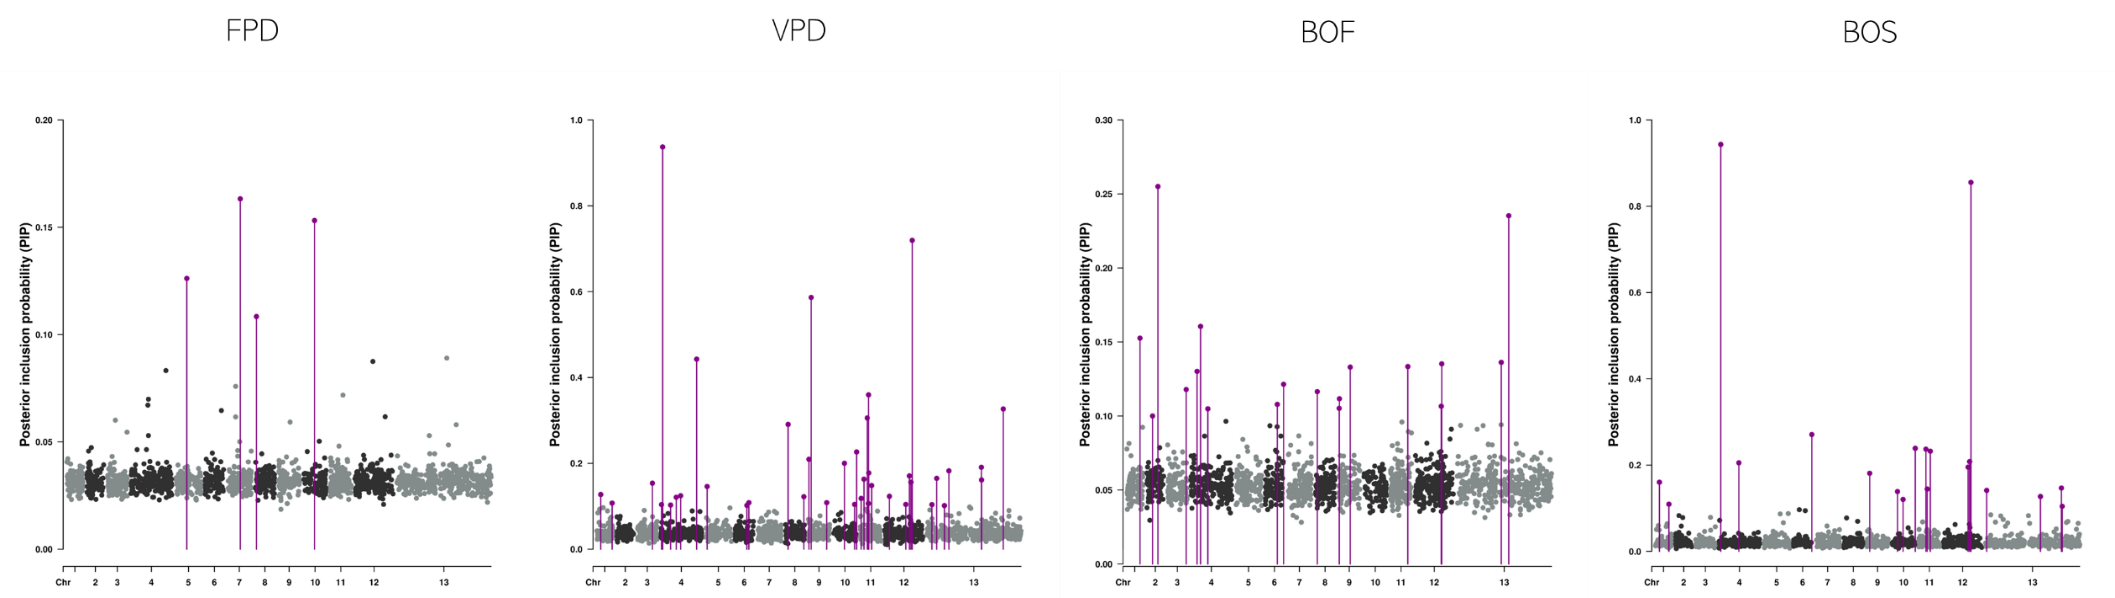 FPD
VPD
BOF
BOS
Posterior inclusion probability (PIP)
0.20
0.15
0.10
0.05
0.00
Chr 2 3 4 5 6 7 8 9 10 11 12 13
Posterior inclusion probability (PIP)
1.0
0.8
0.6
0.4
0.2
0.0
Chr 2 3 4 5 6 7 8 9 10 11 12 13
Posterior inclusion probability (PIP)
0.30
0.25
0.20
0.15
0.10
0.05
0.00
Chr 2 3 4 5 6 7 8 9 10 11 12 13
Posterior inclusion probability (PIP)
1.0
0.8
0.6
0.4
0.2
0.0
Chr 2 3 4 5 6 7 8 9 10 11 12 13